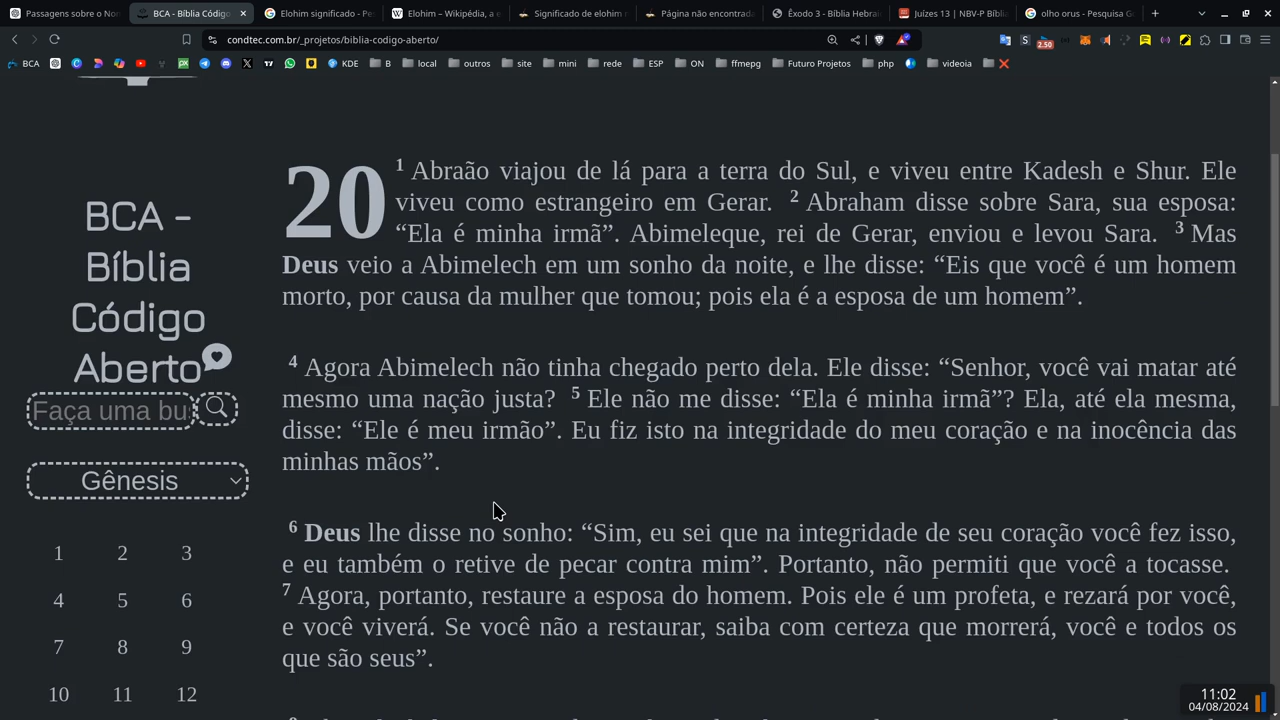 Passagens sobre o Nom
BCA - Bíblia Código
Elohim significado - Pes
Elohim – Wikipédia, a e
Significado de elohim
Página não encontrada
Êxodo 3 - Bíblia Hebrai
Juízes 13 | NBV-P Bíbli
olho orus - Pesquisa Go
condtec.com.br/_projetos/biblia-codigo-aberto/
2.50
BCA KDE B local outros site mini rede ESP ON ffmepg Futuro Projetos php videoia
BCA -
Bíblia
Código
Aberto
Faça uma bu
Gênesis
1 2 3
4 5 6
7 8 9
10 11 12
20
1 Abraão viajou de lá para a terra do Sul, e viveu entre Kadesh e Shur. Ele
viveu como estrangeiro em Gerar. 2 Abraham disse sobre Sara, sua esposa:
“Ela é minha irmã”. Abimeleque, rei de Gerar, enviou e levou Sara. 3 Mas
Deus veio a Abimelech em um sonho da noite, e lhe disse: “Eis que você é um homem
morto, por causa da mulher que tomou; pois ela é a esposa de um homem”.
4 Agora Abimelech não tinha chegado perto dela. Ele disse: “Senhor, você vai matar até
mesmo uma nação justa? 5 Ele não me disse: “Ela é minha irmã”? Ela, até ela mesma,
disse: “Ele é meu irmão”. Eu fiz isto na integridade do meu coração e na inocência das
minhas mãos”.
6 Deus lhe disse no sonho: “Sim, eu sei que na integridade de seu coração você fez isso,
e eu também o retive de pecar contra mim”. Portanto, não permiti que você a tocasse.
7 Agora, portanto, restaure a esposa do homem. Pois ele é um profeta, e rezará por você,
e você viverá. Se você não a restaurar, saiba com certeza que morrerá, você e todos os
que são seus”.
11:02
04/08/2024